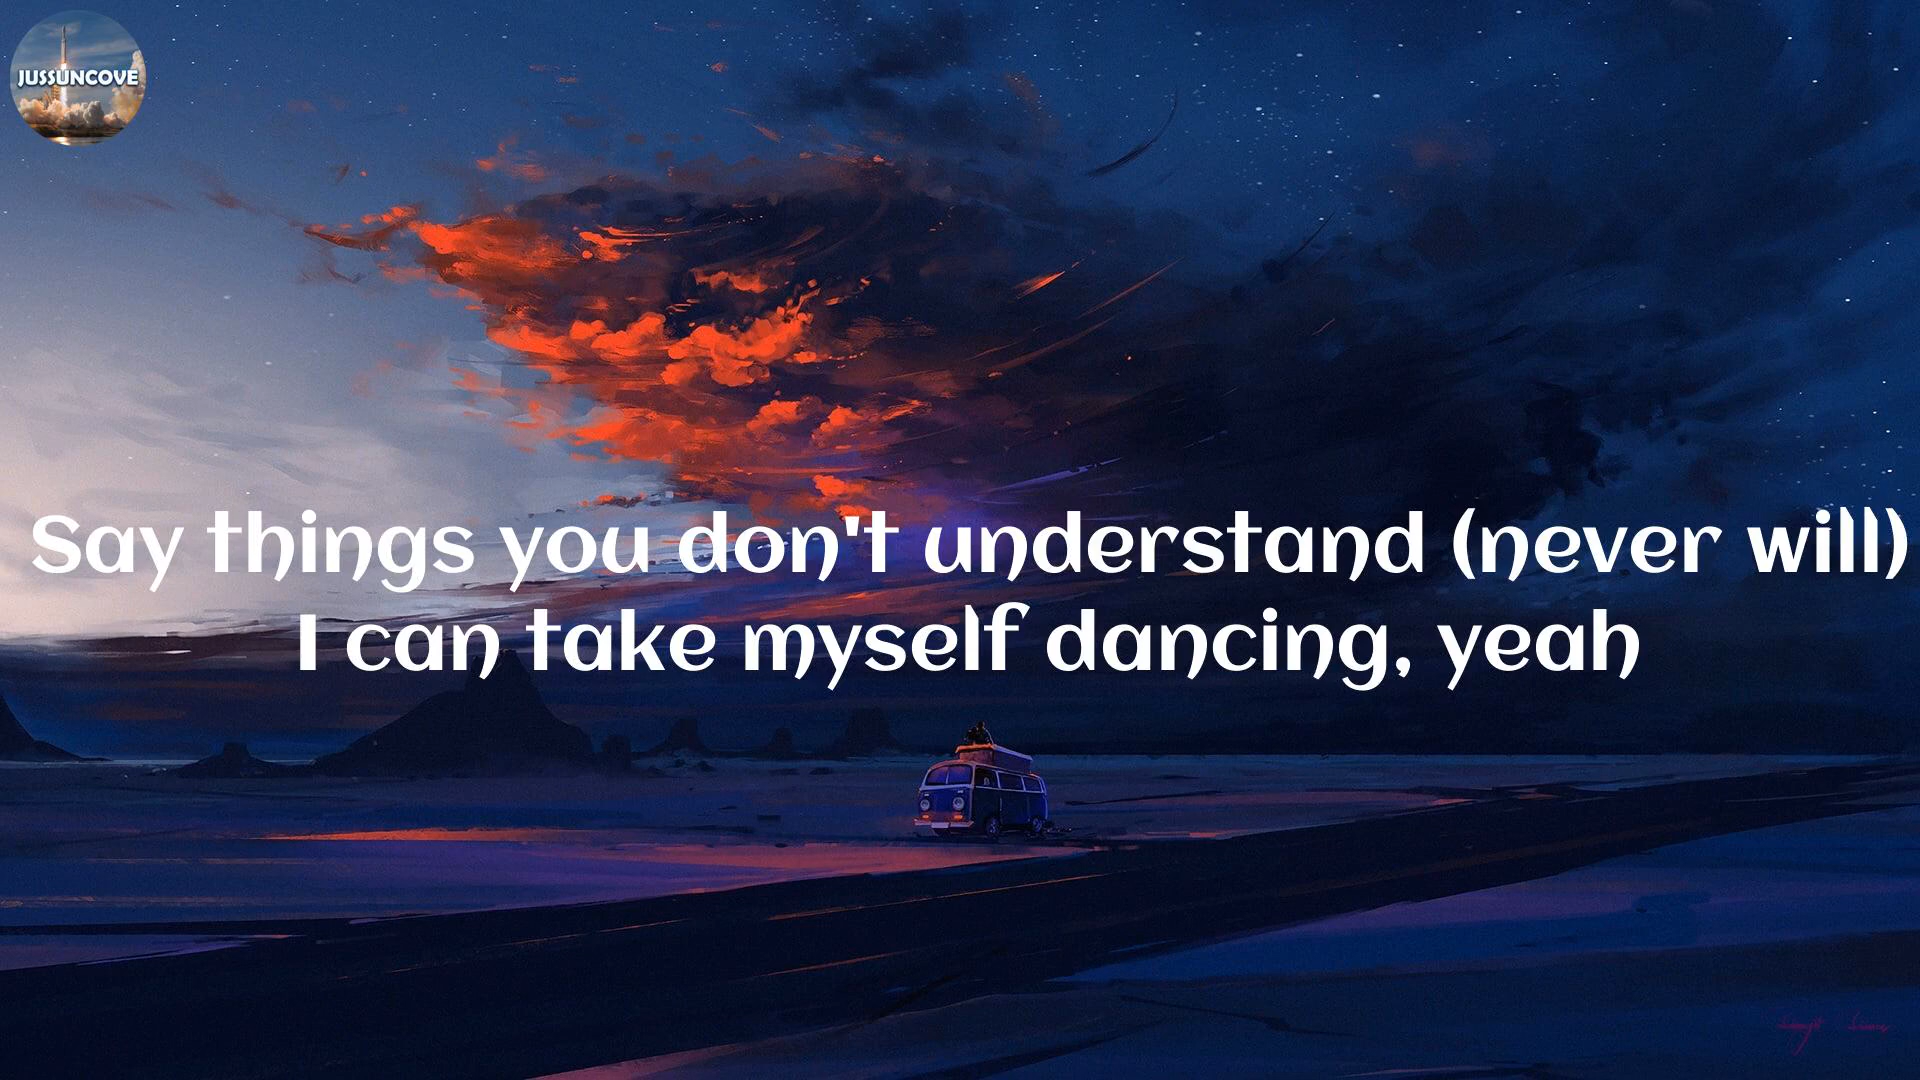 JUSSUNCOVE
Say things you don't understand (never will)
I can take myself dancing, yeah